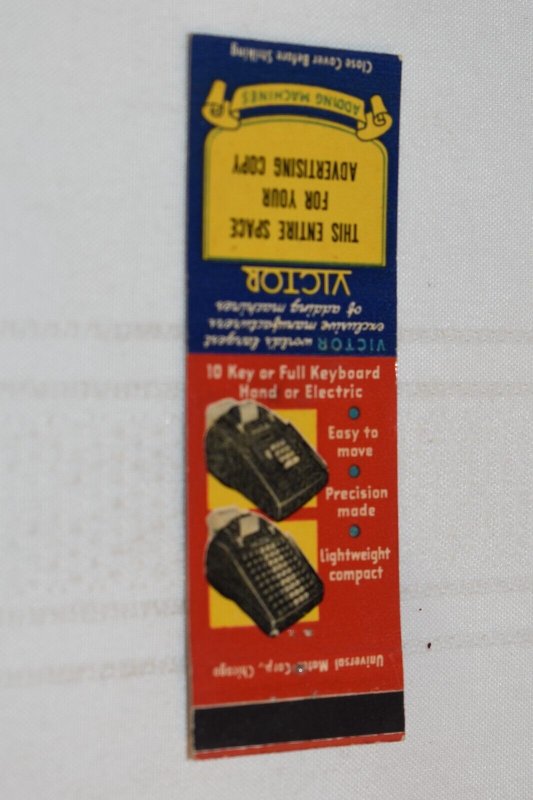 Close Cover Before Striking
ADDING MACHINES
THIS ENTIRE SPACE
FOR YOUR
ADVERTISING COPY
VICTOR
VICTOR world's largest
exclusive manufacturers
of adding machines
10 Key or Full Keyboard
Hand or Electric
Easy to
move
Precision
made
Lightweight
compact
Universal Match Corp., Chicago